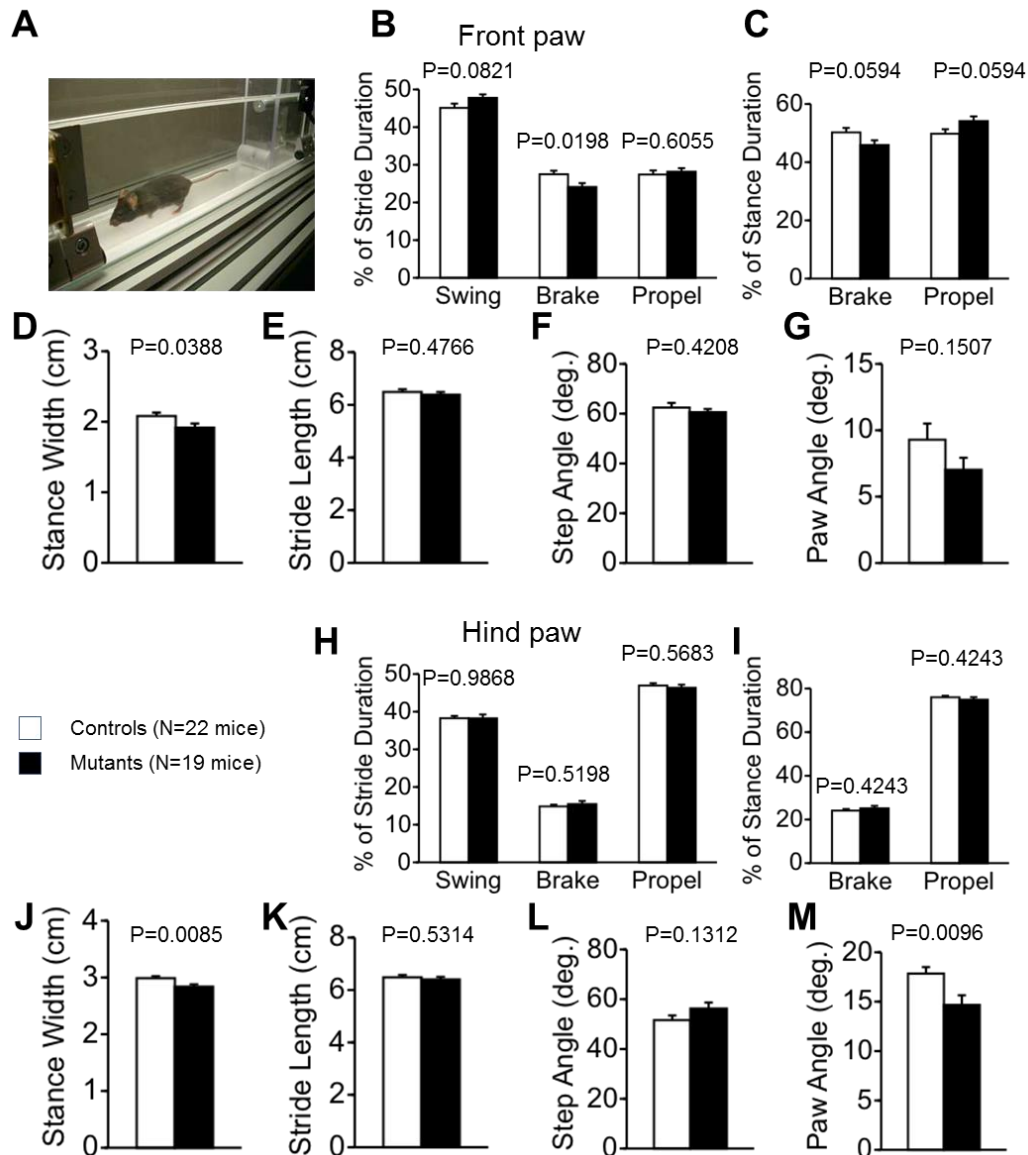 A
B
Front paw
C
P=0.0821
P=0.0198
P=0.6055
% of Stride Duration
50
40
30
20
10
0
Swing
Brake
Propel
P=0.0594
P=0.0594
% of Stance Duration
60
40
20
0
Brake
Propel
D
P=0.0388
Stance Width (cm)
3
2
1
0
E
P=0.4766
Stride Length (cm)
8
6
4
2
0
F
P=0.4208
Step Angle (deg.)
80
60
40
20
0
G
P=0.1507
Paw Angle (deg.)
15
10
5
0
Controls (N=22 mice)
Mutants (N=19 mice)
H
Hind paw
P=0.9868
P=0.5198
P=0.5683
% of Stride Duration
50
40
30
20
10
0
Swing
Brake
Propel
I
P=0.4243
P=0.4243
% of Stance Duration
80
60
40
20
0
Brake
Propel
J
P=0.0085
Stance Width (cm)
4
3
2
1
0
K
P=0.5314
Stride Length (cm)
8
6
4
2
0
L
P=0.1312
Step Angle (deg.)
80
60
40
20
0
M
P=0.0096
Paw Angle (deg.)
20
15
10
5
0